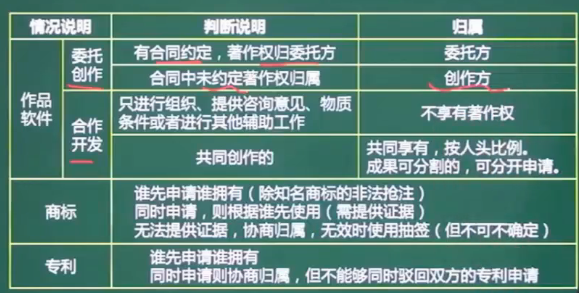 情况说明 判断说明 归属
作品软件 委托创作 有合同约定，著作权归委托方 委托方
合同中未约定著作权归属 创作方
合作开发 只进行组织、提供咨询意见、物质
条件或者进行其他辅助工作 不享有著作权
共同创作的 共同享有，按人头比例。
成果可分割的，可分开申请。
商标 谁先申请谁拥有（除知名商标的非法抢注）
同时申请，则根据谁先使用（需提供证据）
无法提供证据，协商归属，无效时使用抽签（但不可不确定）
专利 谁先申请谁拥有
同时申请则协商归属，但不能够同时驳回双方的专利申请